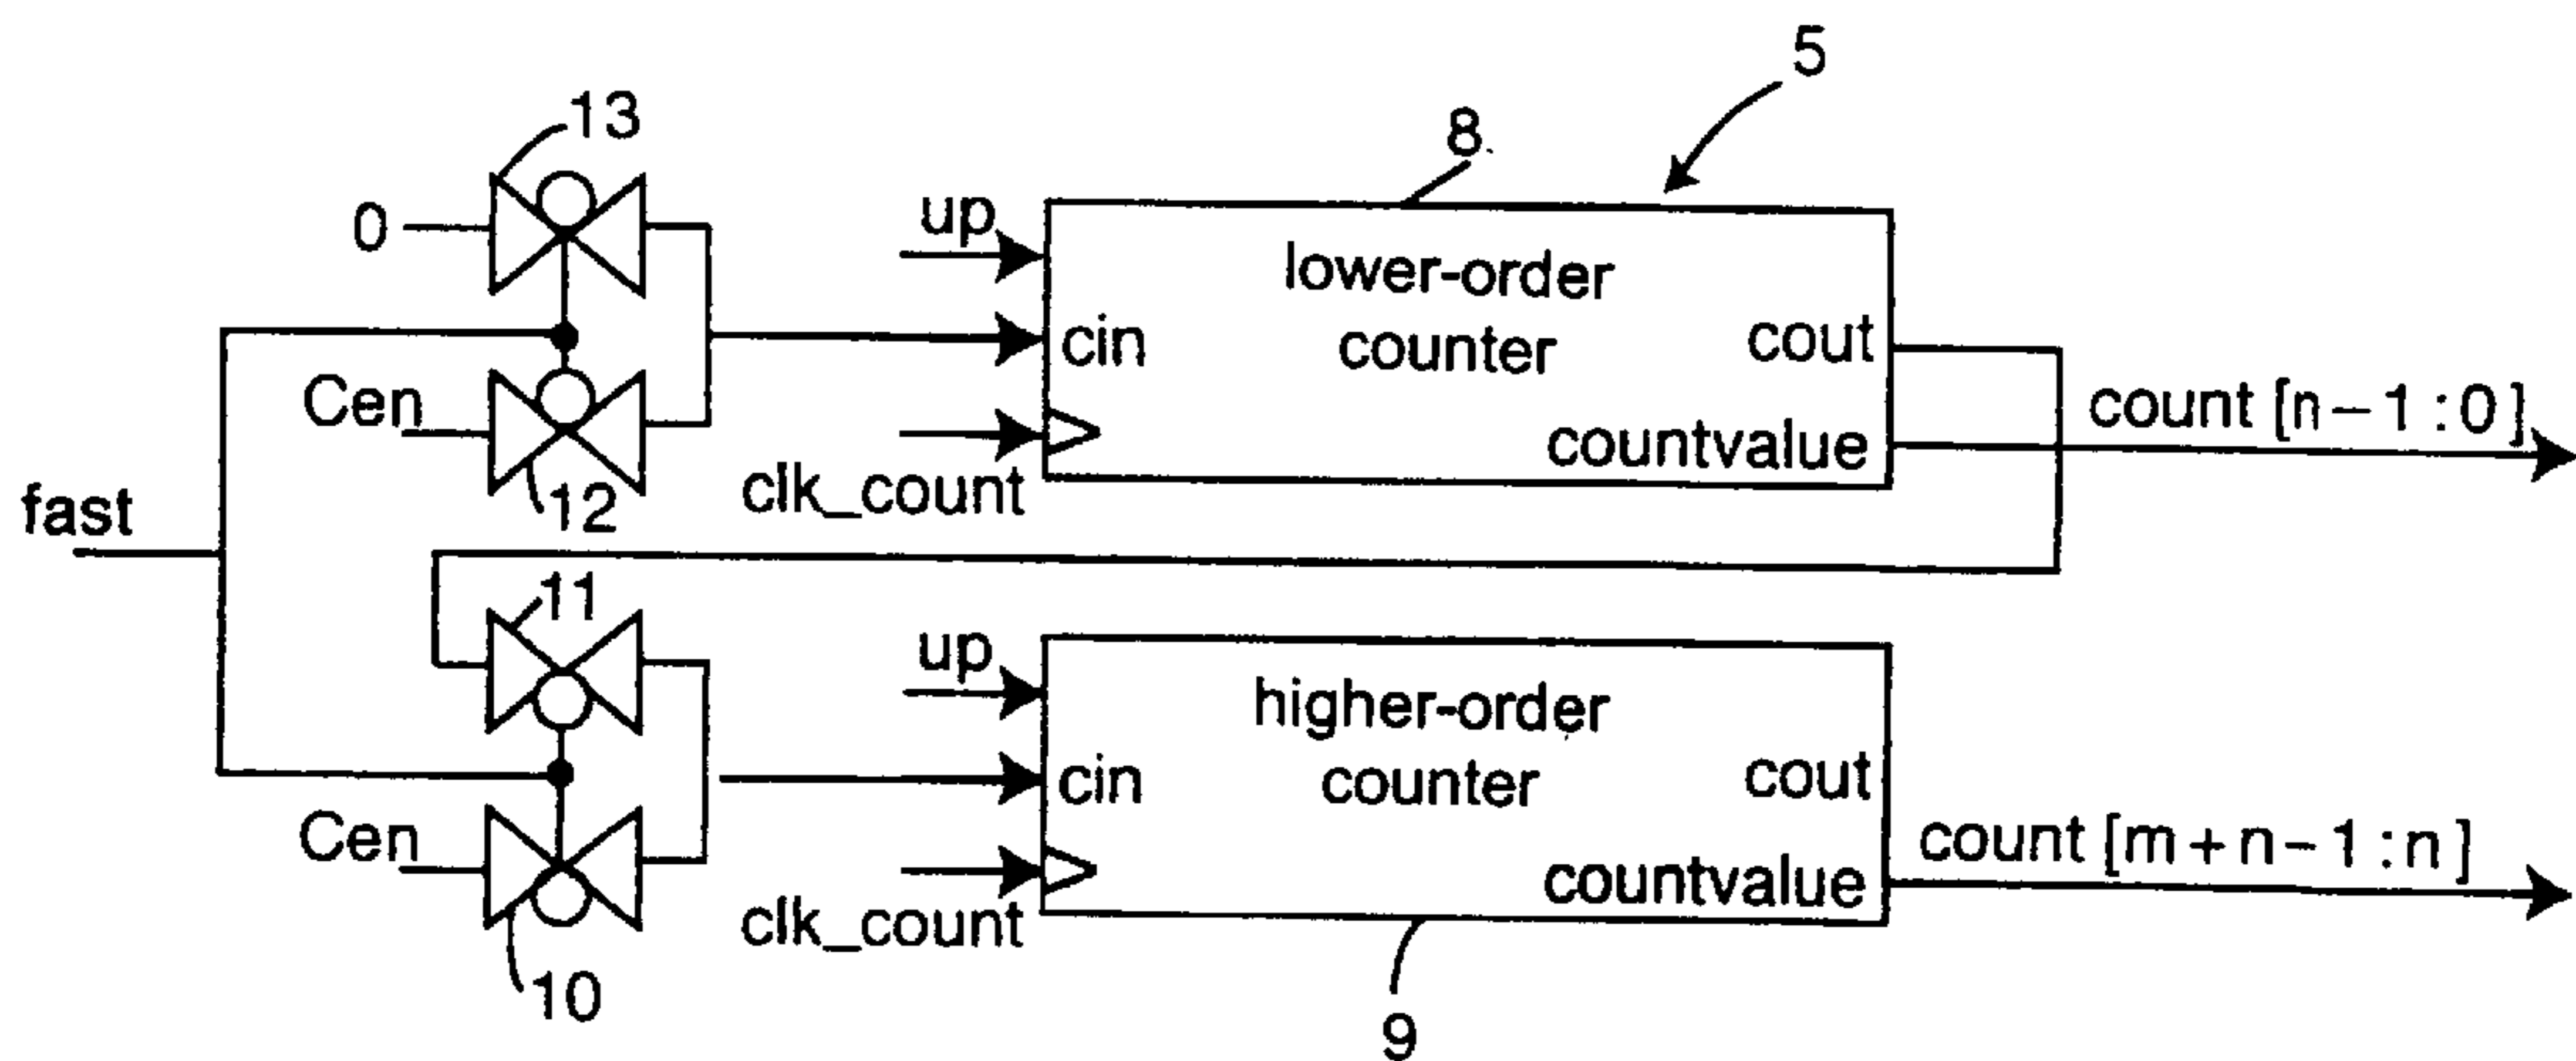 5
13
8
0
up
lower-order
counter
cin
cout
Cen
12
clk_count
countvalue
count [n-1:0]
fast
11
up
higher-order
counter
cin
cout
Cen
10
clk_count
countvalue
count [m+n-1:n]
9